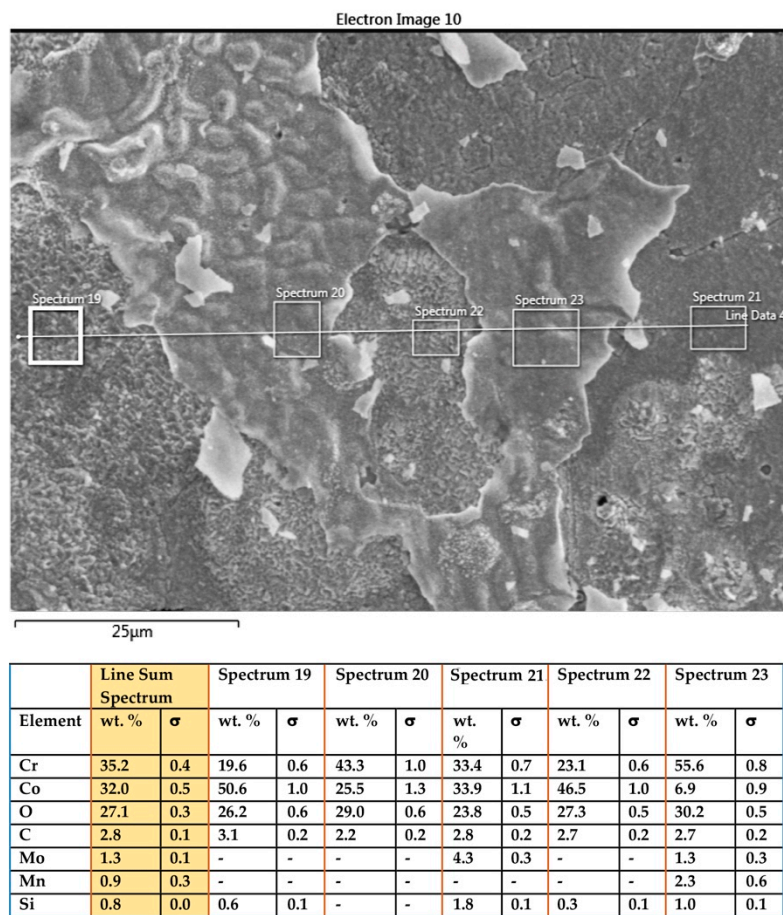 Electron Image 10
Spectrum 19
Spectrum 20
Spectrum 22
Spectrum 23
Spectrum 21
Line Data 4
25µm
Line Sum Spectrum Spectrum 19 Spectrum 20 Spectrum 21 Spectrum 22 Spectrum 23
Element wt. % σ wt. % σ wt. % σ wt. % σ wt. % σ wt. % σ
Cr 35.2 0.4 19.6 0.6 43.3 1.0 33.4 0.7 23.1 0.6 55.6 0.8
Co 32.0 0.5 50.6 1.0 25.5 1.3 33.9 1.1 46.5 1.0 6.9 0.9
O 27.1 0.3 26.2 0.6 29.0 0.6 23.8 0.5 27.3 0.5 30.2 0.5
C 2.8 0.1 3.1 0.2 2.2 0.2 2.8 0.2 2.7 0.2 2.7 0.2
Mo 1.3 0.1 - - - - 4.3 0.3 - - 1.3 0.3
Mn 0.9 0.3 - - - - - - - - 2.3 0.6
Si 0.8 0.0 0.6 0.1 - - 1.8 0.1 0.3 0.1 1.0 0.1